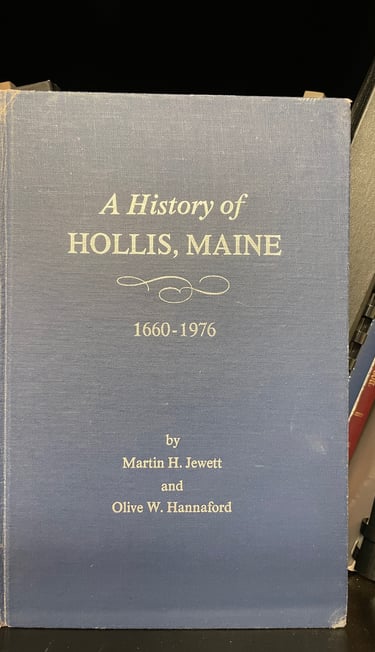 A History of
HOLLIS, MAINE
1660-1976
by
Martin H. Jewett
and
Olive W. Hannaford